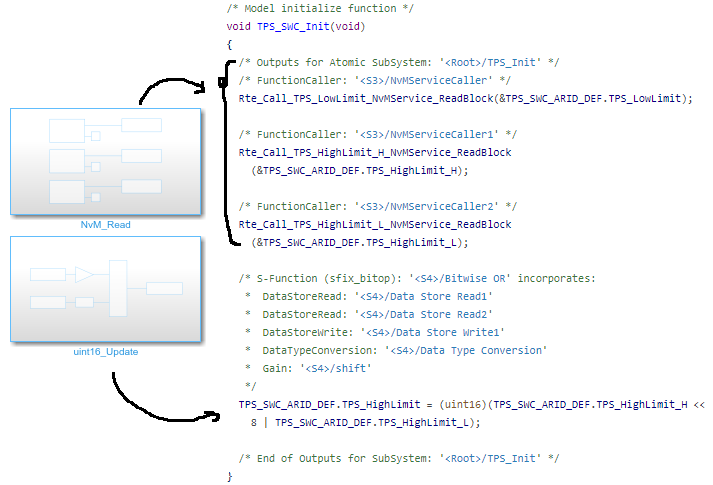 /* Model initialize function */
void TPS_SWC_Init(void)
{
/* Outputs for Atomic SubSystem: '<Root>/TPS_Init' */
/* FunctionCaller: '<S3>/NvMServiceCaller' */
Rte_Call_TPS_LowLimit_NvMService_ReadBlock(&TPS_SWC_ARID_DEF.TPS_LowLimit);
/* FunctionCaller: '<S3>/NvMServiceCaller1' */
Rte_Call_TPS_HighLimit_H_NvMService_ReadBlock
(&TPS_SWC_ARID_DEF.TPS_HighLimit_H);
/* FunctionCaller: '<S3>/NvMServiceCaller2' */
Rte_Call_TPS_HighLimit_L_NvMService_ReadBlock
(&TPS_SWC_ARID_DEF.TPS_HighLimit_L);
/* S-Function (sfix_bitop): '<S4>/Bitwise OR' incorporates:
* DataStoreRead: '<S4>/Data Store Read1'
* DataStoreRead: '<S4>/Data Store Read2'
* DataStoreWrite: '<S4>/Data Store Write1'
* DataTypeConversion: '<S4>/Data Type Conversion'
* Gain: '<S4>/shift'
*/
TPS_SWC_ARID_DEF.TPS_HighLimit = (uint16)(TPS_SWC_ARID_DEF.TPS_HighLimit_H <<
8 | TPS_SWC_ARID_DEF.TPS_HighLimit_L);
/* End of Outputs for SubSystem: '<Root>/TPS_Init' */
}
NvM_Read
uint16_Update